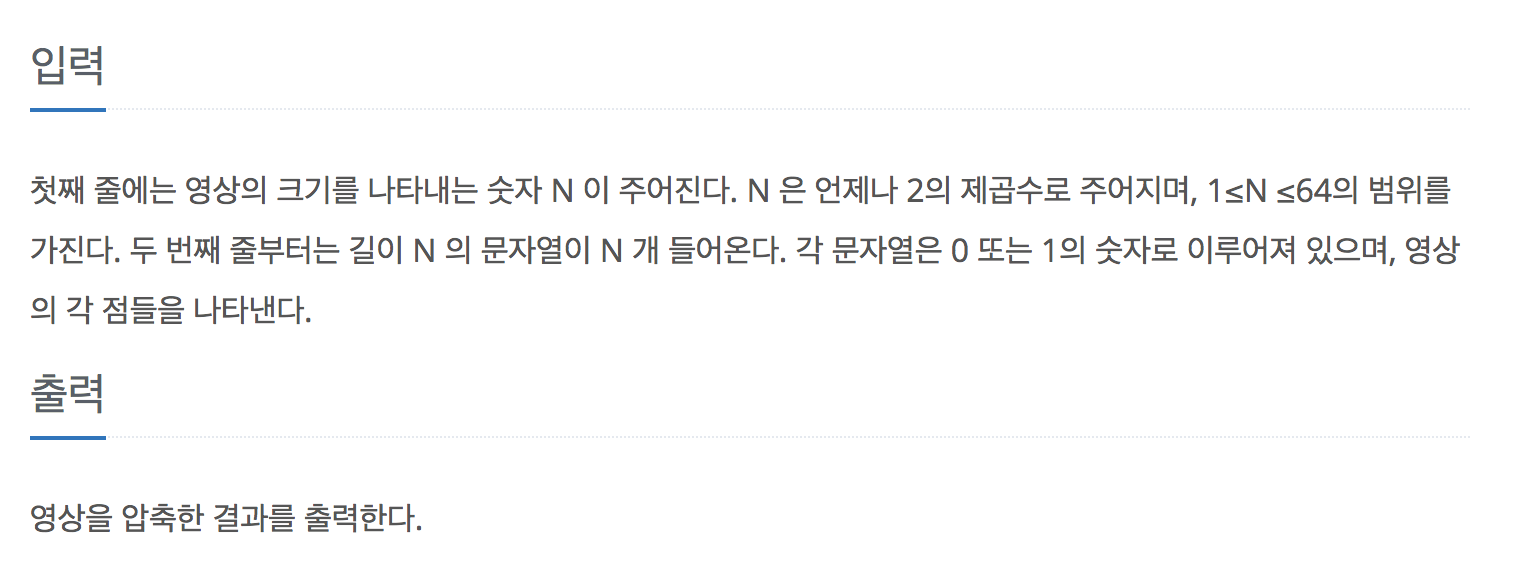 입력
첫째 줄에는 영상의 크기를 나타내는 숫자 N 이 주어진다. N 은 언제나 2의 제곱수로 주어지며, 1≤N ≤64의 범위를
가진다. 두 번째 줄부터는 길이 N 의 문자열이 N 개 들어온다. 각 문자열은 0 또는 1의 숫자로 이루어져 있으며, 영상
의 각 점들을 나타낸다.
출력
영상을 압축한 결과를 출력한다.